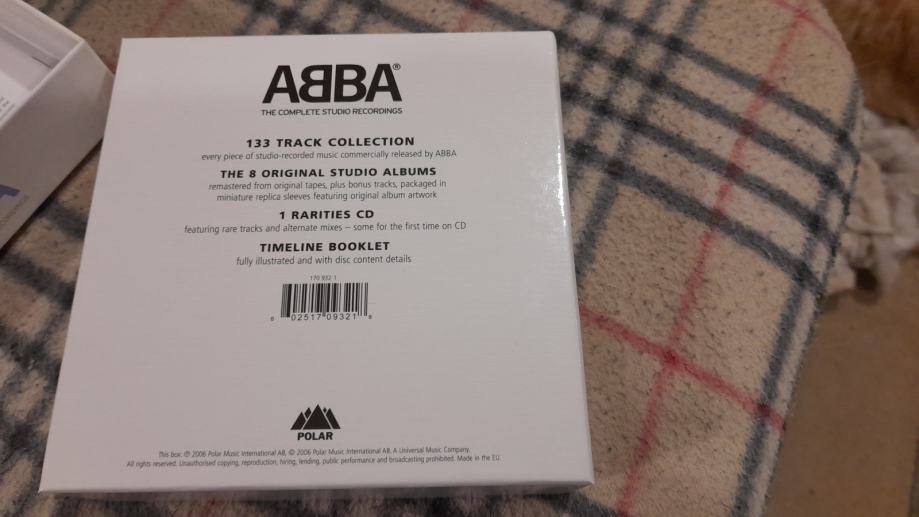 ABBA®
THE COMPLETE STUDIO RECORDINGS
133 TRACK COLLECTION
every piece of studio-recorded music commercially released by ABBA
THE 8 ORIGINAL STUDIO ALBUMS
remastered from original tapes, plus bonus tracks, packaged in
miniature replica sleeves featuring original album artwork
1 RARITIES CD
featuring rare tracks and alternate mixes – some for the first time on CD
TIMELINE BOOKLET
fully illustrated and with disc content details
170 932-1
6 02517 09321 8
POLAR
This box: ℗ 2006 Polar Music International AB, © 2006 Polar Music International AB. A Universal Music Company.
All rights reserved. Unauthorised copying, reproduction, hiring, lending, public performance and broadcasting prohibited. Made in the EU.